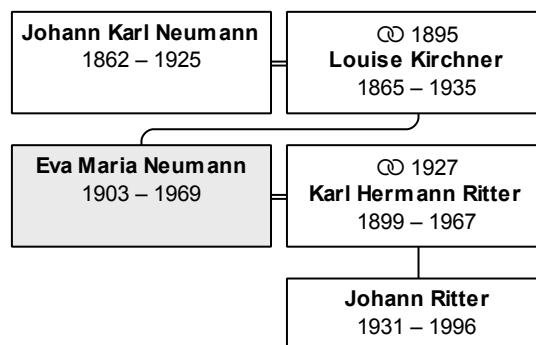 Johann Karl Neumann
1862 – 1925
⚭ 1895
Louise Kirchner
1865 – 1935
Eva Maria Neumann
1903 – 1969
⚭ 1927
Karl Hermann Ritter
1899 – 1967
Johann Ritter
1931 – 1996